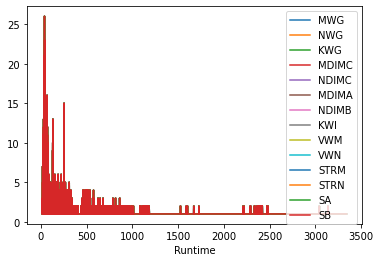 25
20
15
10
5
0
0 500 1000 1500 2000 2500 3000 3500
Runtime
MWG
NWG
KWG
MDIMC
NDIMC
MDIMA
NDIMB
KWI
VWM
VWN
STRM
STRN
SA
SB